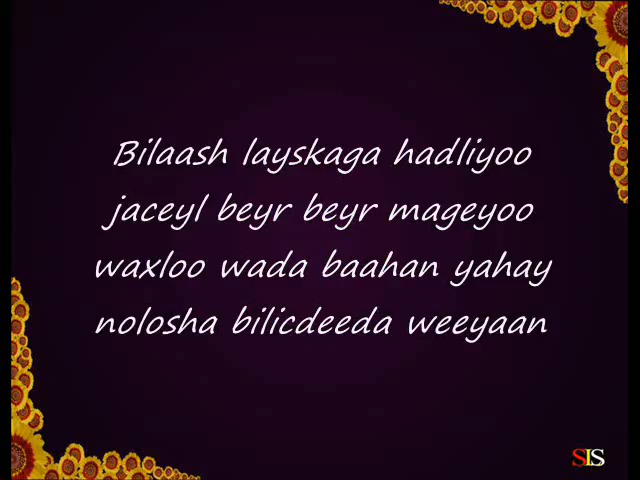 Bilaash layskaga hadliyoo
jaceyl beyr beyr mageyoo
waxloo wada baahan yahay
nolosha bilicdeeda weeyaan
SIS